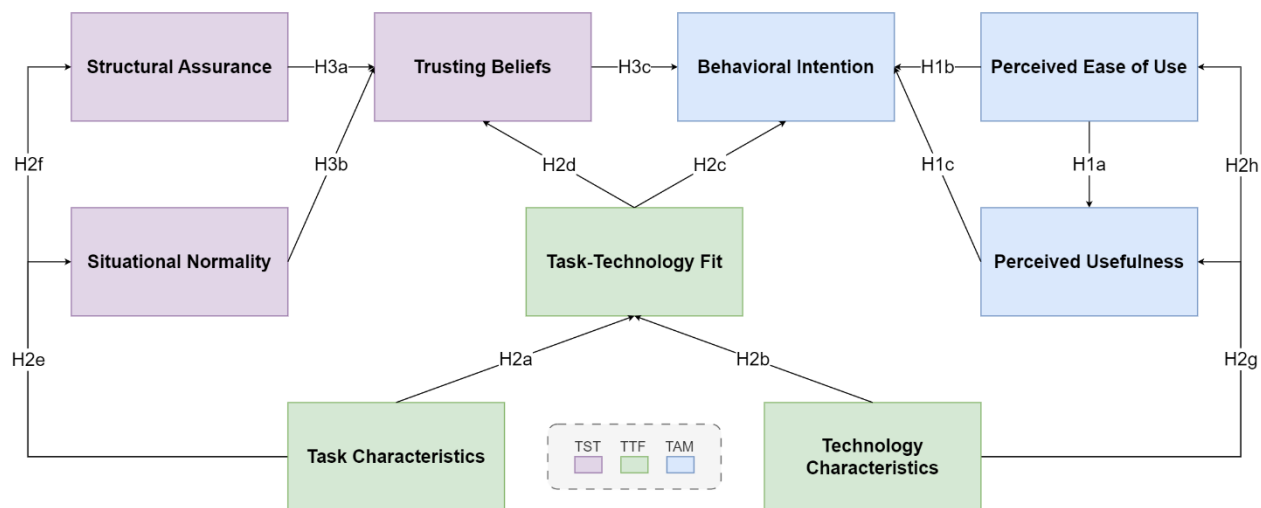 Structural Assurance
H3a
Trusting Beliefs
H3c
Behavioral Intention
H1b
Perceived Ease of Use
H2f
H3b
H2d
H2c
H1c
H1a
H2h
Situational Normality
Task-Technology Fit
Perceived Usefulness
H2e
H2a
H2b
H2g
Task Characteristics
TST TTF TAM
Technology
Characteristics